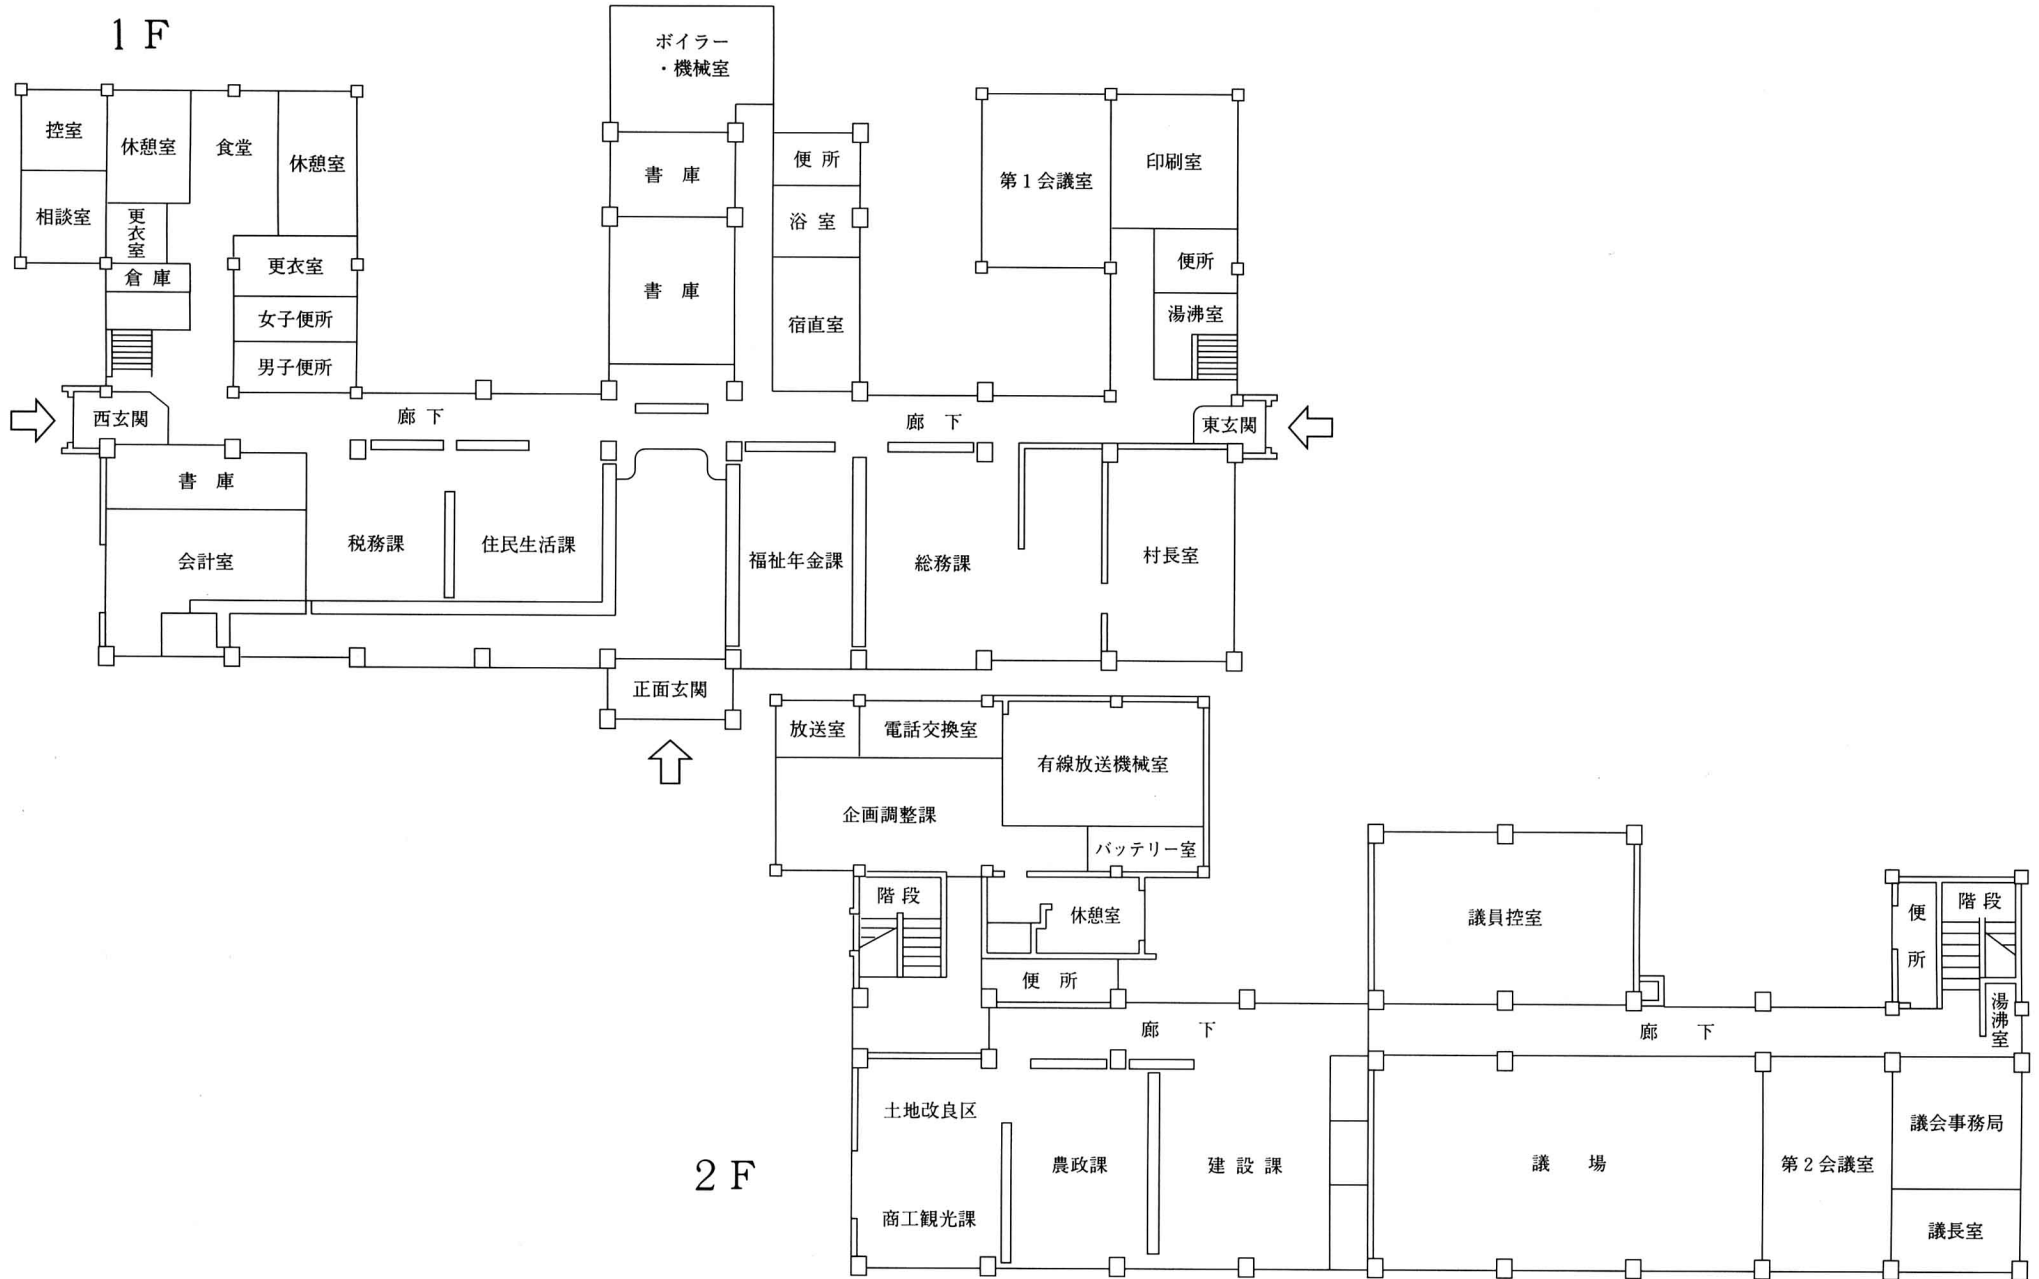 1F
ボイラー
・機械室
控室
休憩室
食堂
休憩室
相談室
更衣室
倉庫
更衣室
女子便所
男子便所
書庫
書庫
便所
浴室
宿直室
第1会議室
印刷室
便所
湯沸室
西玄関
廊下
廊下
東玄関
書庫
会計室
税務課
住民生活課
福祉年金課
総務課
村長室
正面玄関
2F
放送室
電話交換室
有線放送機械室
企画調整課
バッテリー室
階段
休憩室
便所
議員控室
便所
階段
湯沸室
廊下
廊下
土地改良区
農政課
建設課
商工観光課
議場
第2会議室
議会事務局
議長室